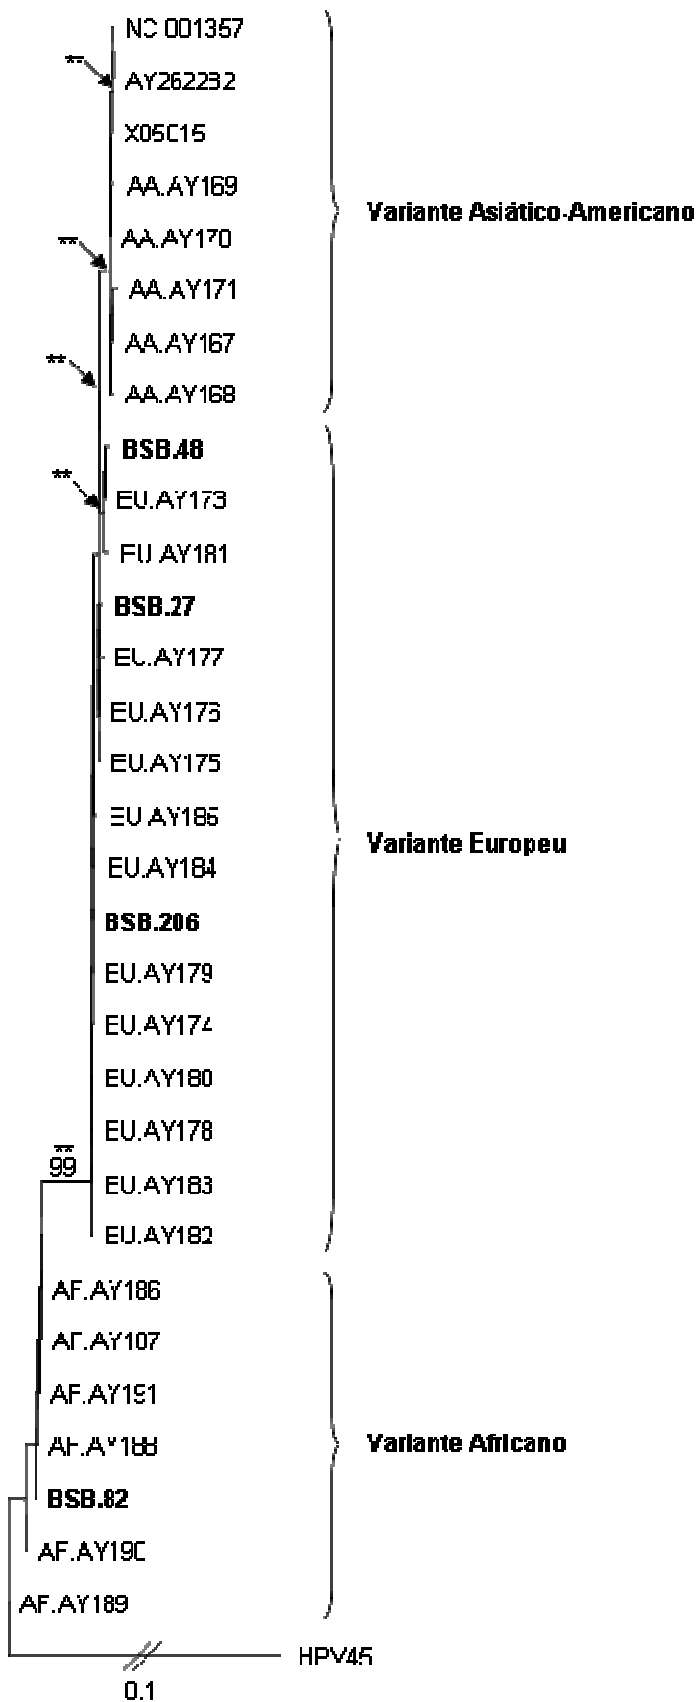 NC 001357
**
AY262232
X05015
AA.AY169
Variante Asiático-Americano
AA.AY170
**
AA.AY171
AA.AY167
**
AA.AY168
BSB.48
**
EU.AY173
EU.AY181
BSB.27
EU.AY177
EU.AY176
EU.AY175
EU.AY185
Variante Europeu
EU.AY184
BSB.206
EU.AY179
EU.AY174
EU.AY180
EU.AY178
**
99
EU.AY183
EU.AY182
AF.AY186
AF.AY191
AF.AY188
Variante Africano
BSB.82
AF.AY190
AF.AY189
HPV45
0.1